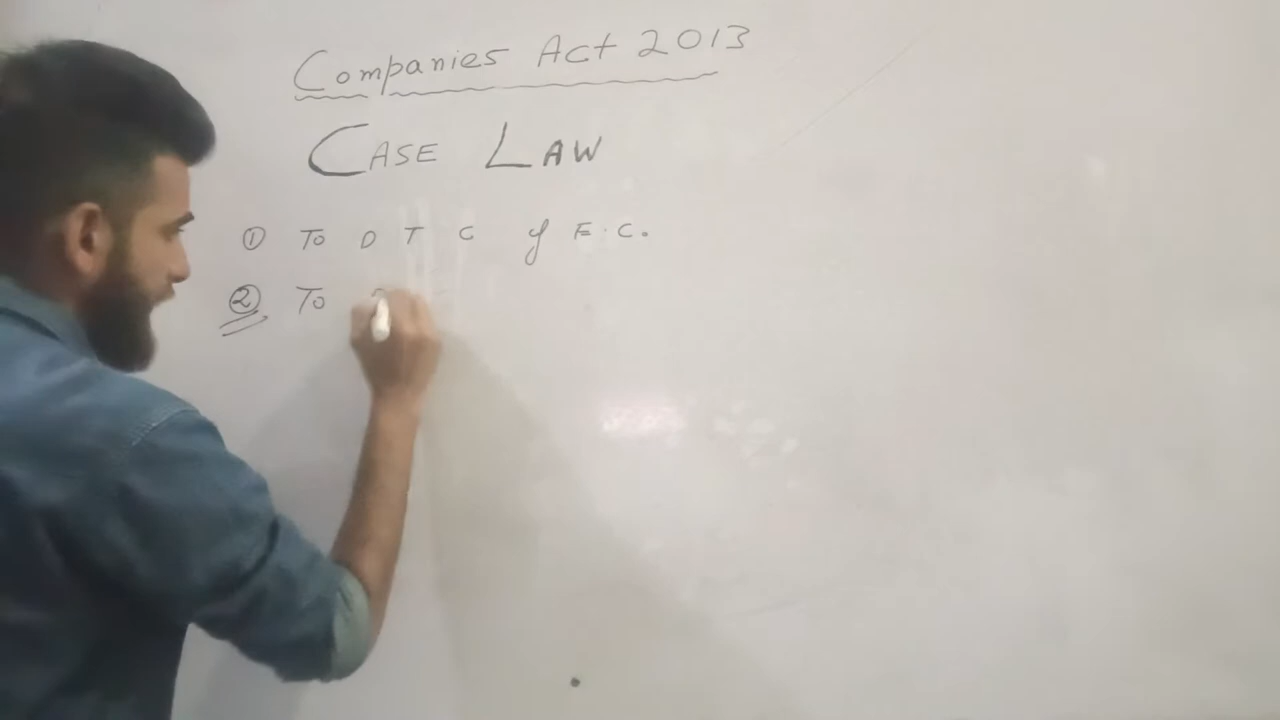 Companies Act 2013
CASE LAW
① To D T C of E.C.
② To